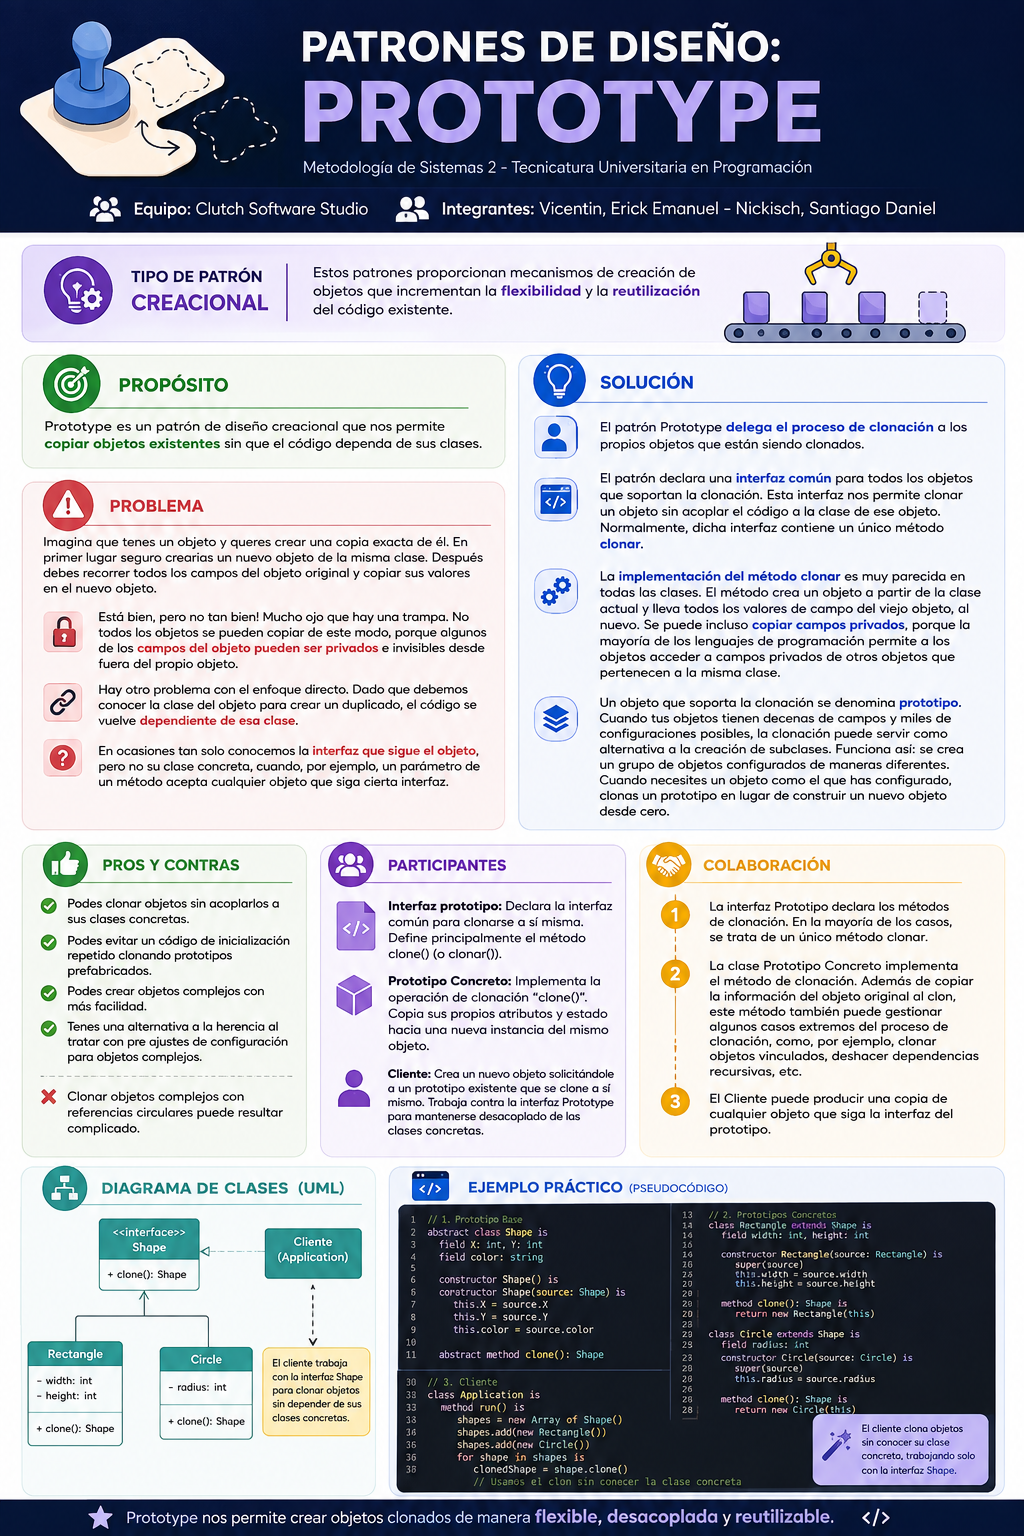 PATRONES DE DISEÑO:
PROTOTYPE
Metodología de Sistemas 2 - Tecnicatura Universitaria en Programación
Equipo: Clutch Software Studio
Integrantes: Vicentin, Erick Emanuel - Nickisch, Santiago Daniel
TIPO DE PATRÓN
CREACIONAL
Estos patrones proporcionan mecanismos de creación de
objetos que incrementan la flexibilidad y la reutilización
del código existente.
PROPÓSITO
Prototype es un patrón de diseño creacional que nos permite
copiar objetos existentes sin que el código dependa de sus clases.
PROBLEMA
Imagina que tenes un objeto y queres crear una copia exacta de él. En
primer lugar seguro crearias un nuevo objeto de la misma clase. Después
debes recorrer todos los campos del objeto original y copiar sus valores
en el nuevo objeto.
Está bien, pero no tan bien! Mucho ojo que hay una trampa. No
todos los objetos se pueden copiar de este modo, porque algunos
de los campos del objeto pueden ser privados e invisibles desde
fuera del propio objeto.
Hay otro problema con el enfoque directo. Dado que debemos
conocer la clase del objeto para crear un duplicado, el código se
vuelve dependiente de esa clase.
En ocasiones tan solo conocemos la interfaz que sigue el objeto,
pero no su clase concreta, cuando, por ejemplo, un parámetro de
un método acepta cualquier objeto que siga cierta interfaz.
SOLUCIÓN
El patrón Prototype delega el proceso de clonación a los
propios objetos que están siendo clonados.
El patrón declara una interfaz común para todos los objetos
que soportan la clonación. Esta interfaz nos permite clonar
un objeto sin acoplar el código a la clase de ese objeto.
Normalmente, dicha interfaz contiene un único método
clonar.
La implementación del método clonar es muy parecida en
todas las clases. El método crea un objeto a partir de la clase
actual y lleva todos los valores de campo del viejo objeto, al
nuevo. Se puede incluso copiar campos privados, porque la
mayoría de los lenguajes de programación permite a los
objetos acceder a campos privados de otros objetos que
pertenecen a la misma clase.
Un objeto que soporta la clonación se denomina prototipo.
Cuando tus objetos tienen decenas de campos y miles de
configuraciones posibles, la clonación puede servir como
alternativa a la creación de subclases. Funciona así: se crea
un grupo de objetos configurados de maneras diferentes.
Cuando necesites un objeto como el que has configurado,
clonas un prototipo en lugar de construir un nuevo objeto
desde cero.
PROS Y CONTRAS
Podes clonar objetos sin acoplarlos a
sus clases concretas.
Podes evitar un código de inicialización
repetido clonando prototipos
prefabricados.
Podes crear objetos complejos con
más facilidad.
Tenes una alternativa a la herencia al
tratar con pre ajustes de configuración
para objetos complejos.
Clonar objetos complejos con
referencias circulares puede resultar
complicado.
PARTICIPANTES
Interfaz prototipo: Declara la interfaz
común para clonarse a sí misma.
Define principalmente el método
clone() (o clonar()).
Prototipo Concreto: Implementa la
operación de clonación “clone()”.
Copia sus propios atributos y estado
hacia una nueva instancia del mismo
objeto.
Cliente: Crea un nuevo objeto solicitándole
a un prototipo existente que se clone a sí
mismo. Trabaja contra la interfaz Prototype
para mantenerse desacoplado de las
clases concretas.
COLABORACIÓN
1
La interfaz Prototipo declara los métodos
de clonación. En la mayoría de los casos,
se trata de un único método clonar.
2
La clase Prototipo Concreto implementa
el método de clonación. Además de copiar
la información del objeto original al clon,
este método también puede gestionar
algunos casos extremos del proceso de
clonación, como, por ejemplo, clonar
objetos vinculados, deshacer dependencias
recursivas, etc.
3
El Cliente puede producir una copia de
cualquier objeto que siga la interfaz del
prototipo.
DIAGRAMA DE CLASES (UML)
<<interface>>
Shape
+ clone(): Shape
Cliente
(Application)
Rectangle
- width: int
- height: int
+ clone(): Shape
Circle
- radius: int
+ clone(): Shape
El cliente trabaja
con la interfaz Shape
para clonar objetos
sin depender de sus
clases concretas.
EJEMPLO PRÁCTICO (PSEUDOCÓDIGO)
1 // 1. Prototipo Base
2 abstract class Shape is
3 field X: int, Y: int
4 field color: string
5
6 constructor Shape() is
6 constructor Shape(source: Shape) is
7 this.X = source.X
8 this.Y = source.Y
9 this.color = source.color
10
11 abstract method clone(): Shape
30 // 3. Cliente
class Application is
method run() is
shapes = new Array of Shape()
shapes.add(new Rectangle())
shapes.add(new Circle())
for shape in shapes is
clonedShape = shape.clone()
// Usamos el clon sin conecer la clase concreta
13 // 2. Prototipos Concretos
14 class Rectangle extends Shape is
field width: int, height: int
constructor Rectangle(source: Rectangle) is
super(source)
this.width = source.width
this.height = source.height
method clone(): Shape is
return new Rectangle(this)
class Circle extends Shape is
field radius: int
constructor Circle(source: Circle) is
super(source)
this.radius = source.radius
method clone(): Shape is
return new Circle(this)
El cliente clona objetos
sin conocer su clase
concreta, trabajando solo
con la interfaz Shape.
Prototype nos permite crear objetos clonados de manera flexible, desacoplada y reutilizable.